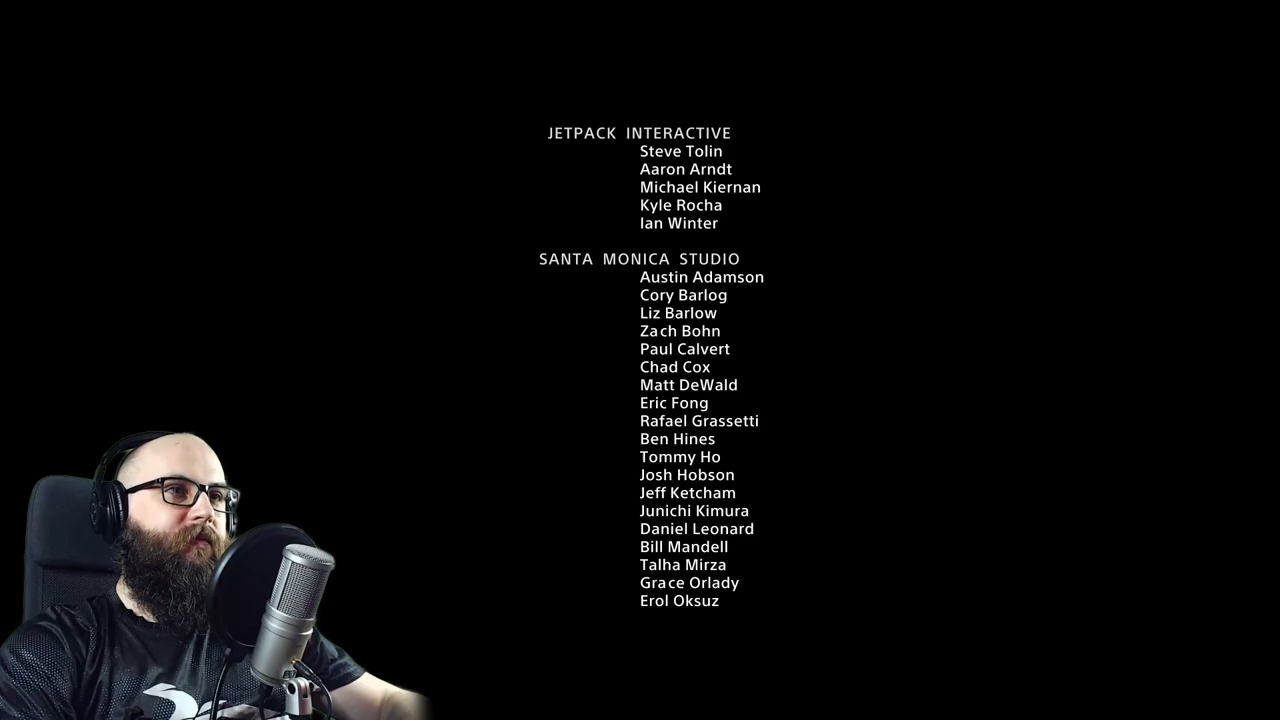 JETPACK INTERACTIVE
Steve Tolin
Aaron Arndt
Michael Kiernan
Kyle Rocha
Ian Winter
SANTA MONICA STUDIO
Austin Adamson
Cory Barlog
Liz Barlow
Zach Bohn
Paul Calvert
Chad Cox
Matt DeWald
Eric Fong
Rafael Grassetti
Ben Hines
Tommy Ho
Josh Hobson
Jeff Ketcham
Junichi Kimura
Daniel Leonard
Bill Mandell
Talha Mirza
Grace Orlady
Erol Oksuz